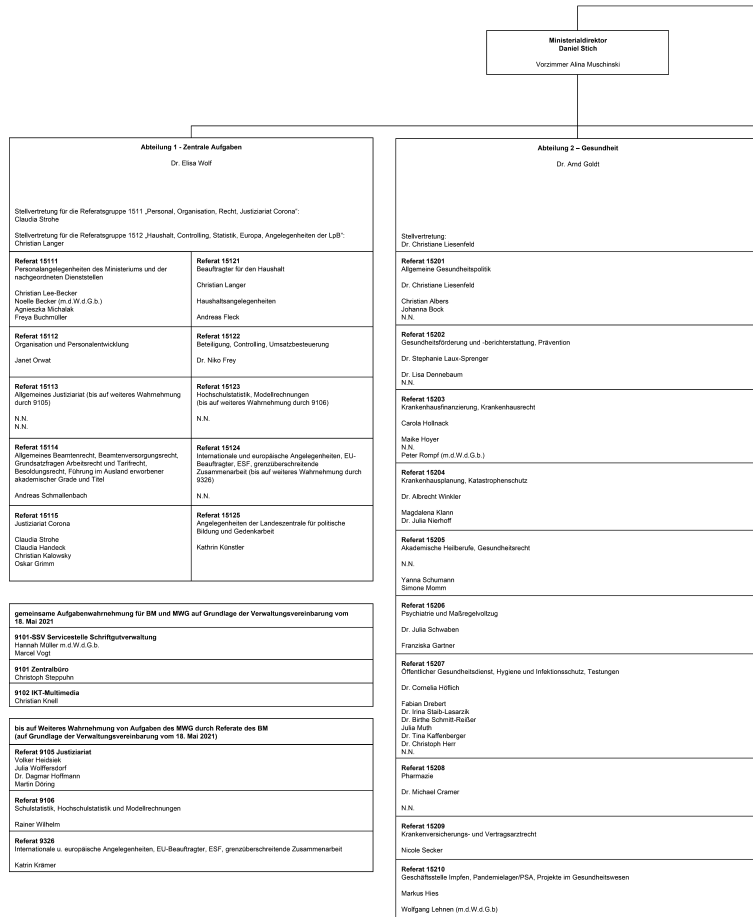 Ministerialdirektor
Daniel Stich
Vorzimmer Alina Muschinski
Abteilung 1 - Zentrale Aufgaben
Dr. Elisa Wolf
Stellvertretung für die Referatsgruppe 1511 „Personal, Organisation, Recht, Justiziariat Corona":
Claudia Strohe
Stellvertretung für die Referatsgruppe 1512 „Haushalt, Controlling, Statistik, Europa, Angelegenheiten der LpB":
Christian Langer
Referat 15111
Personalangelegenheiten des Ministeriums und der
nachgeordneten Dienststellen
Christian Lee-Becker
Noelle Becker (m.d.W.d.G.b.)
Agnieszka Michalak
Freya Buchmüller
Referat 15121
Beauftragter für den Haushalt
Christian Langer
Haushaltsangelegenheiten
Andreas Fleck
Referat 15112
Organisation und Personalentwicklung
Janet Orwat
Referat 15122
Beteiligung, Controlling, Umsatzbesteuerung
Dr. Niko Frey
Referat 15113
Allgemeines Justiziariat (bis auf weiteres Wahrnehmung
durch 9105)
N.N.
N.N.
Referat 15123
Hochschulstatistik, Modellrechnungen
(bis auf weiteres Wahrnehmung durch 9106)
N.N.
Referat 15114
Allgemeines Beamtenrecht, Beamtenversorgungsrecht,
Grundsatzfragen Arbeitsrecht und Tarifrecht,
Besoldungsrecht, Führung im Ausland erworbener
akademischer Grade und Titel
Andreas Schmallenbach
Referat 15124
Internationale und europäische Angelegenheiten, EU-
Beauftragter, ESF, grenzüberschreitende
Zusammenarbeit (bis auf weiteres Wahrnehmung durch
9326)
N.N.
Referat 15115
Justiziariat Corona
Claudia Strohe
Claudia Handeck
Christian Kalowsky
Oskar Grimm
Referat 15125
Angelegenheiten der Landeszentrale für politische
Bildung und Gedenkarbeit
Kathrin Künstler
gemeinsame Aufgabenwahrnehmung für BM und MWG auf Grundlage der Verwaltungsvereinbarung vom
18. Mai 2021
9101-SSV Servicestelle Schriftgutverwaltung
Hannah Müller m.d.W.d.G.b.
Marcel Vogt
9101 Zentralbüro
Christoph Steppuhn
9102 IKT-Multimedia
Christian Knell
bis auf Weiteres Wahrnehmung von Aufgaben des MWG durch Referate des BM
(auf Grundlage der Verwaltungsvereinbarung vom 18. Mai 2021)
Referat 9105 Justiziariat
Volker Heidsiek
Julia Wolffersdorf
Dr. Dagmar Hoffmann
Martin Döring
Referat 9106
Schulstatistik, Hochschulstatistik und Modellrechnungen
Rainer Wilhelm
Referat 9326
Internationale u. europäische Angelegenheiten, EU-Beauftragter, ESF, grenzüberschreitende Zusammenarbeit
Katrin Krämer
Abteilung 2 – Gesundheit
Dr. Arnd Goldt
Stellvertretung:
Dr. Christiane Liesenfeld
Referat 15201
Allgemeine Gesundheitspolitik
Dr. Christiane Liesenfeld
Christian Albers
Johanna Bock
N.N.
Referat 15202
Gesundheitsförderung und -berichterstattung, Prävention
Dr. Stephanie Laux-Sprenger
Dr. Lisa Dennebaum
N.N.
Referat 15203
Krankenhausfinanzierung, Krankenhausrecht
Carola Hollnack
Maike Hoyer
N.N.
Peter Rompf (m.d.W.d.G.b.)
Referat 15204
Krankenhausplanung, Katastrophenschutz
Dr. Albrecht Winkler
Magdalena Klann
Dr. Julia Nierhoff
Referat 15205
Akademische Heilberufe, Gesundheitsrecht
N.N.
Yanna Schumann
Simone Momm
Referat 15206
Psychiatrie und Maßregelvollzug
Dr. Julia Schwaben
Franziska Gartner
Referat 15207
Öffentlicher Gesundheitsdienst, Hygiene und Infektionsschutz, Testungen
Dr. Cornelia Höflich
Fabian Drebert
Dr. Irina Staib-Lasarzik
Dr. Birthe Schmitt-Reißer
Julia Muth
Dr. Tina Kaffenberger
Dr. Christoph Herr
N.N.
Referat 15208
Pharmazie
Dr. Michael Cramer
N.N.
Referat 15209
Krankenversicherungs- und Vertragsarztrecht
Nicole Secker
Referat 15210
Geschäftsstelle Impfen, Pandemielager/PSA, Projekte im Gesundheitswesen
Markus Hies
Wolfgang Lehnen (m.d.W.d.G.b)